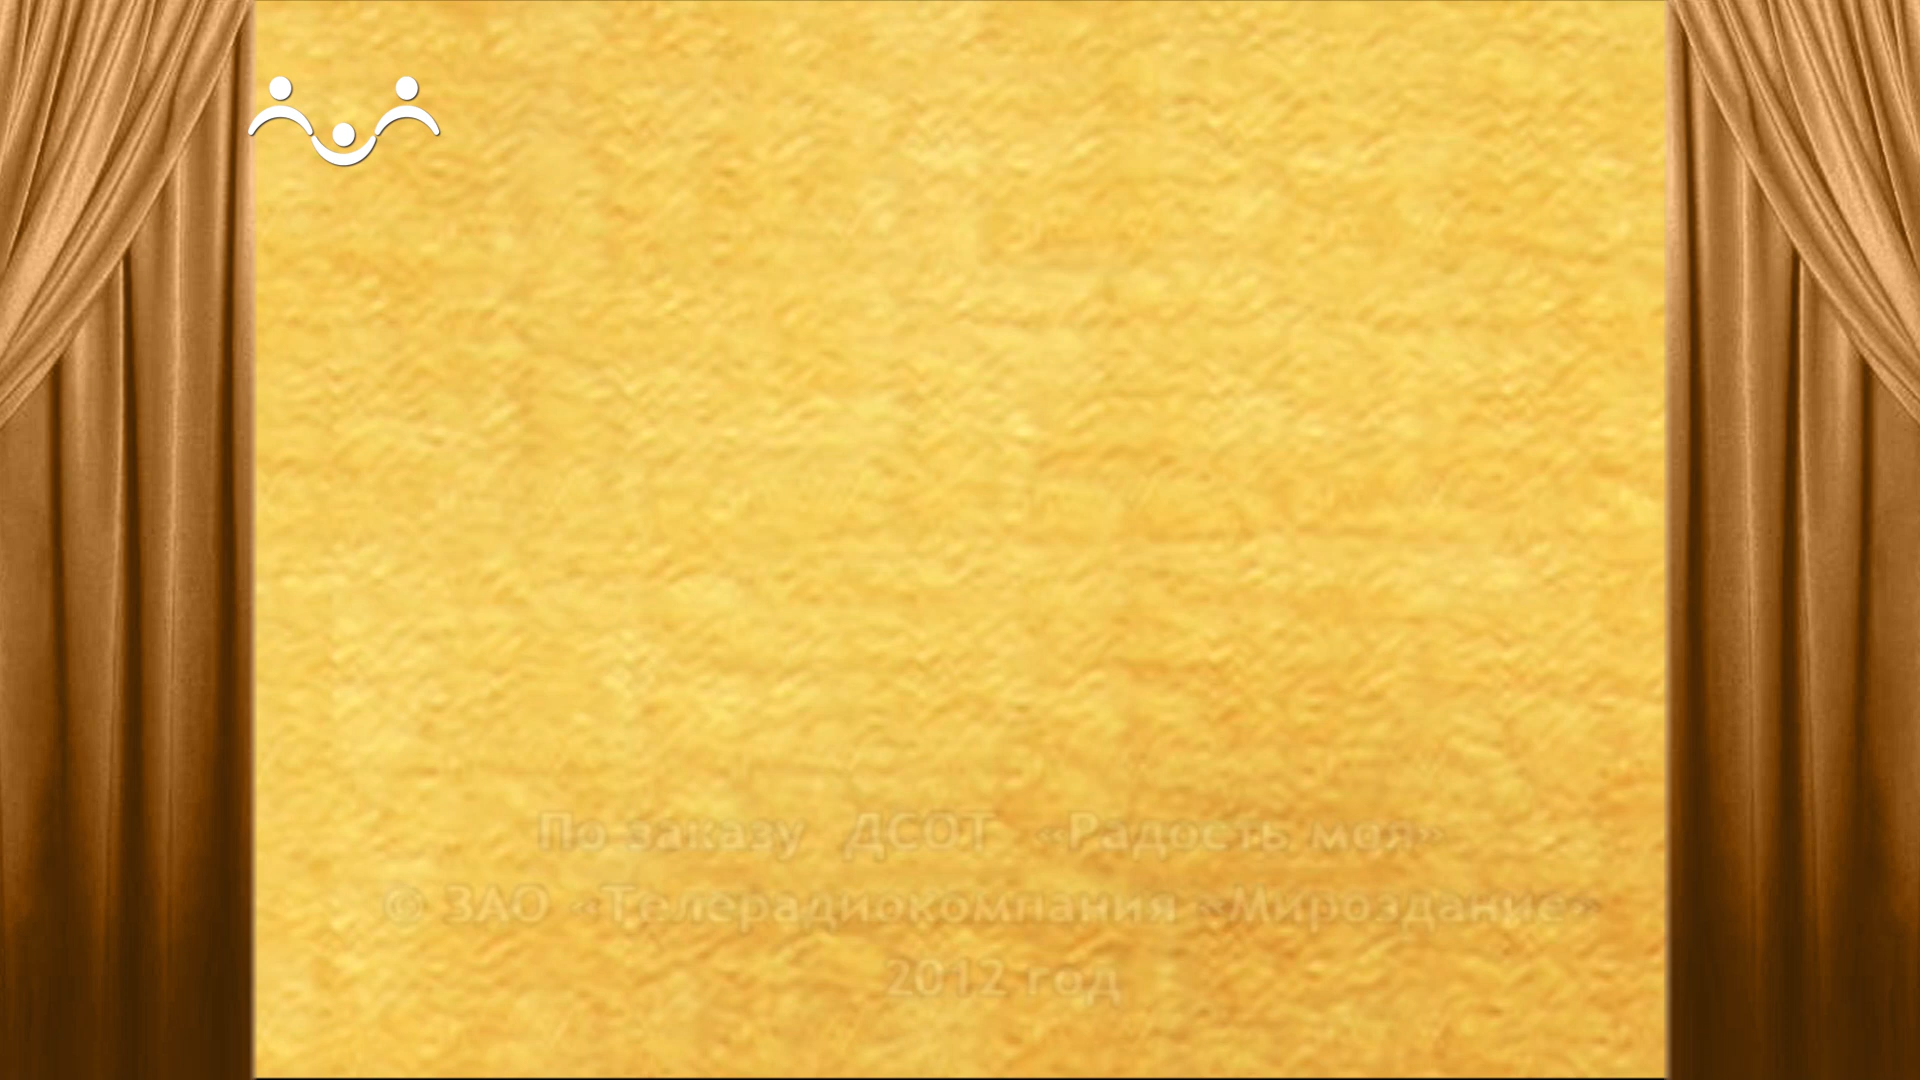 По заказу ДСОТ «Радость моя»
© ЗАО «Телерадиокомпания «Мироздание»
2012 год